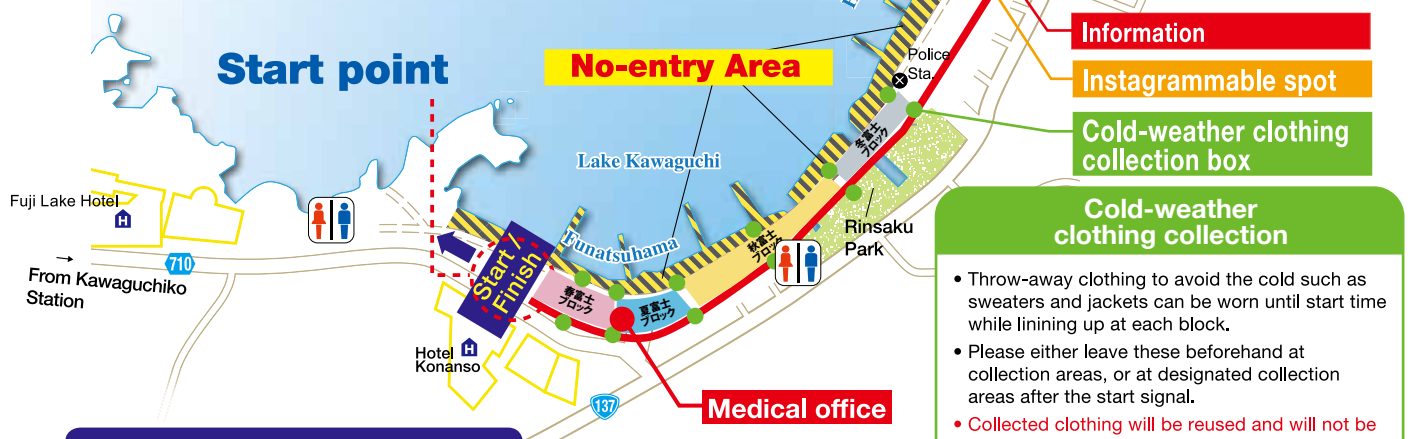 Start point
No-entry Area
Police
Sta.
Information
Instagrammable spot
Cold-weather clothing
collection box
冬富士
ブロック
Lake Kawaguchi
Fuji Lake Hotel
H
Rinsaku
Park
Funatsuhama
秋富士
ブロック
710
From Kawaguchiko
Station
Start /
Finish
春富士
ブロック
夏富士
ブロック
Hotel
Konanso
H
137
Medical office
Cold-weather
clothing collection
• Throw-away clothing to avoid the cold such as
sweaters and jackets can be worn until start time
while linining up at each block.
• Please either leave these beforehand at
collection areas, or at designated collection
areas after the start signal.
• Collected clothing will be reused and will not be